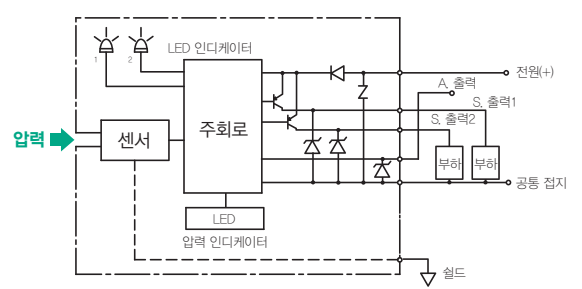 1
2
LED 인디케이터
전원(+)
A. 출력
S. 출력1
S. 출력2
압력
센서
주회로
부하
부하
공통 접지
LED
압력 인디케이터
쉴드